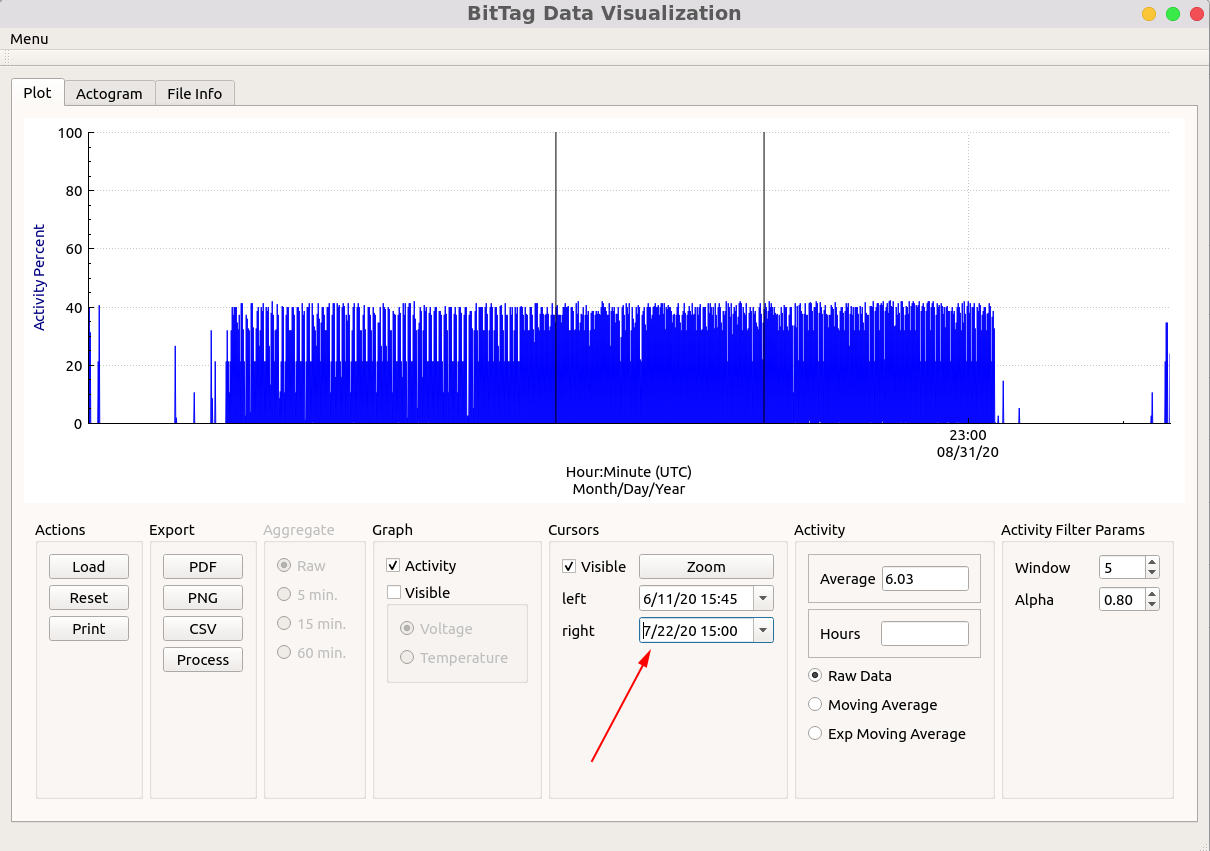 BitTag Data Visualization
Menu
Plot Actogram File Info
100
80
60
40
20
0
Activity Percent
23:00
08/31/20
Hour:Minute (UTC)
Month/Day/Year
Actions Export Aggregate Graph Cursors Activity Activity Filter Params
Load
Reset
Print
PDF
PNG
CSV
Process
Raw
5 min.
15 min.
60 min.
Activity
Visible
Voltage
Temperature
Visible Zoom
left 6/11/20 15:45
right 7/22/20 15:00
Average 6.03
Hours
Raw Data
Moving Average
Exp Moving Average
Window 5
Alpha 0.80